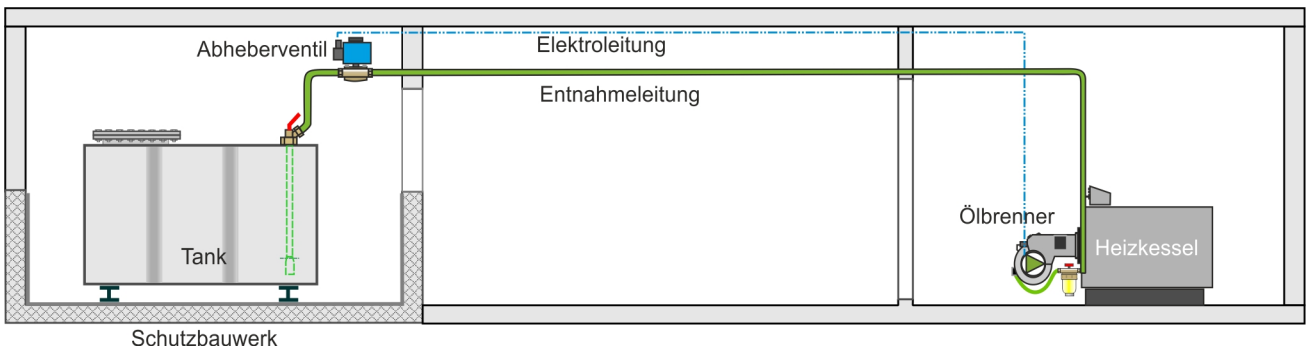 Abheberventil
Elektroleitung
Entnahmeleitung
Tank
Ölbrenner
Heizkessel
Schutzbauwerk